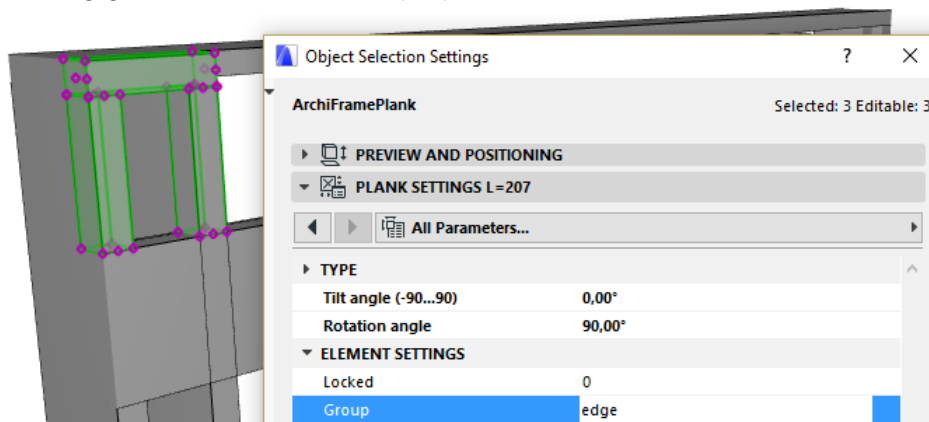 Object Selection Settings ?
ArchiFramePlank Selected: 3 Editable: 3
PREVIEW AND POSITIONING
PLANK SETTINGS L=207
All Parameters...
TYPE
Tilt angle (-90...90) 0,00°
Rotation angle 90,00°
ELEMENT SETTINGS
Locked 0
Group edge